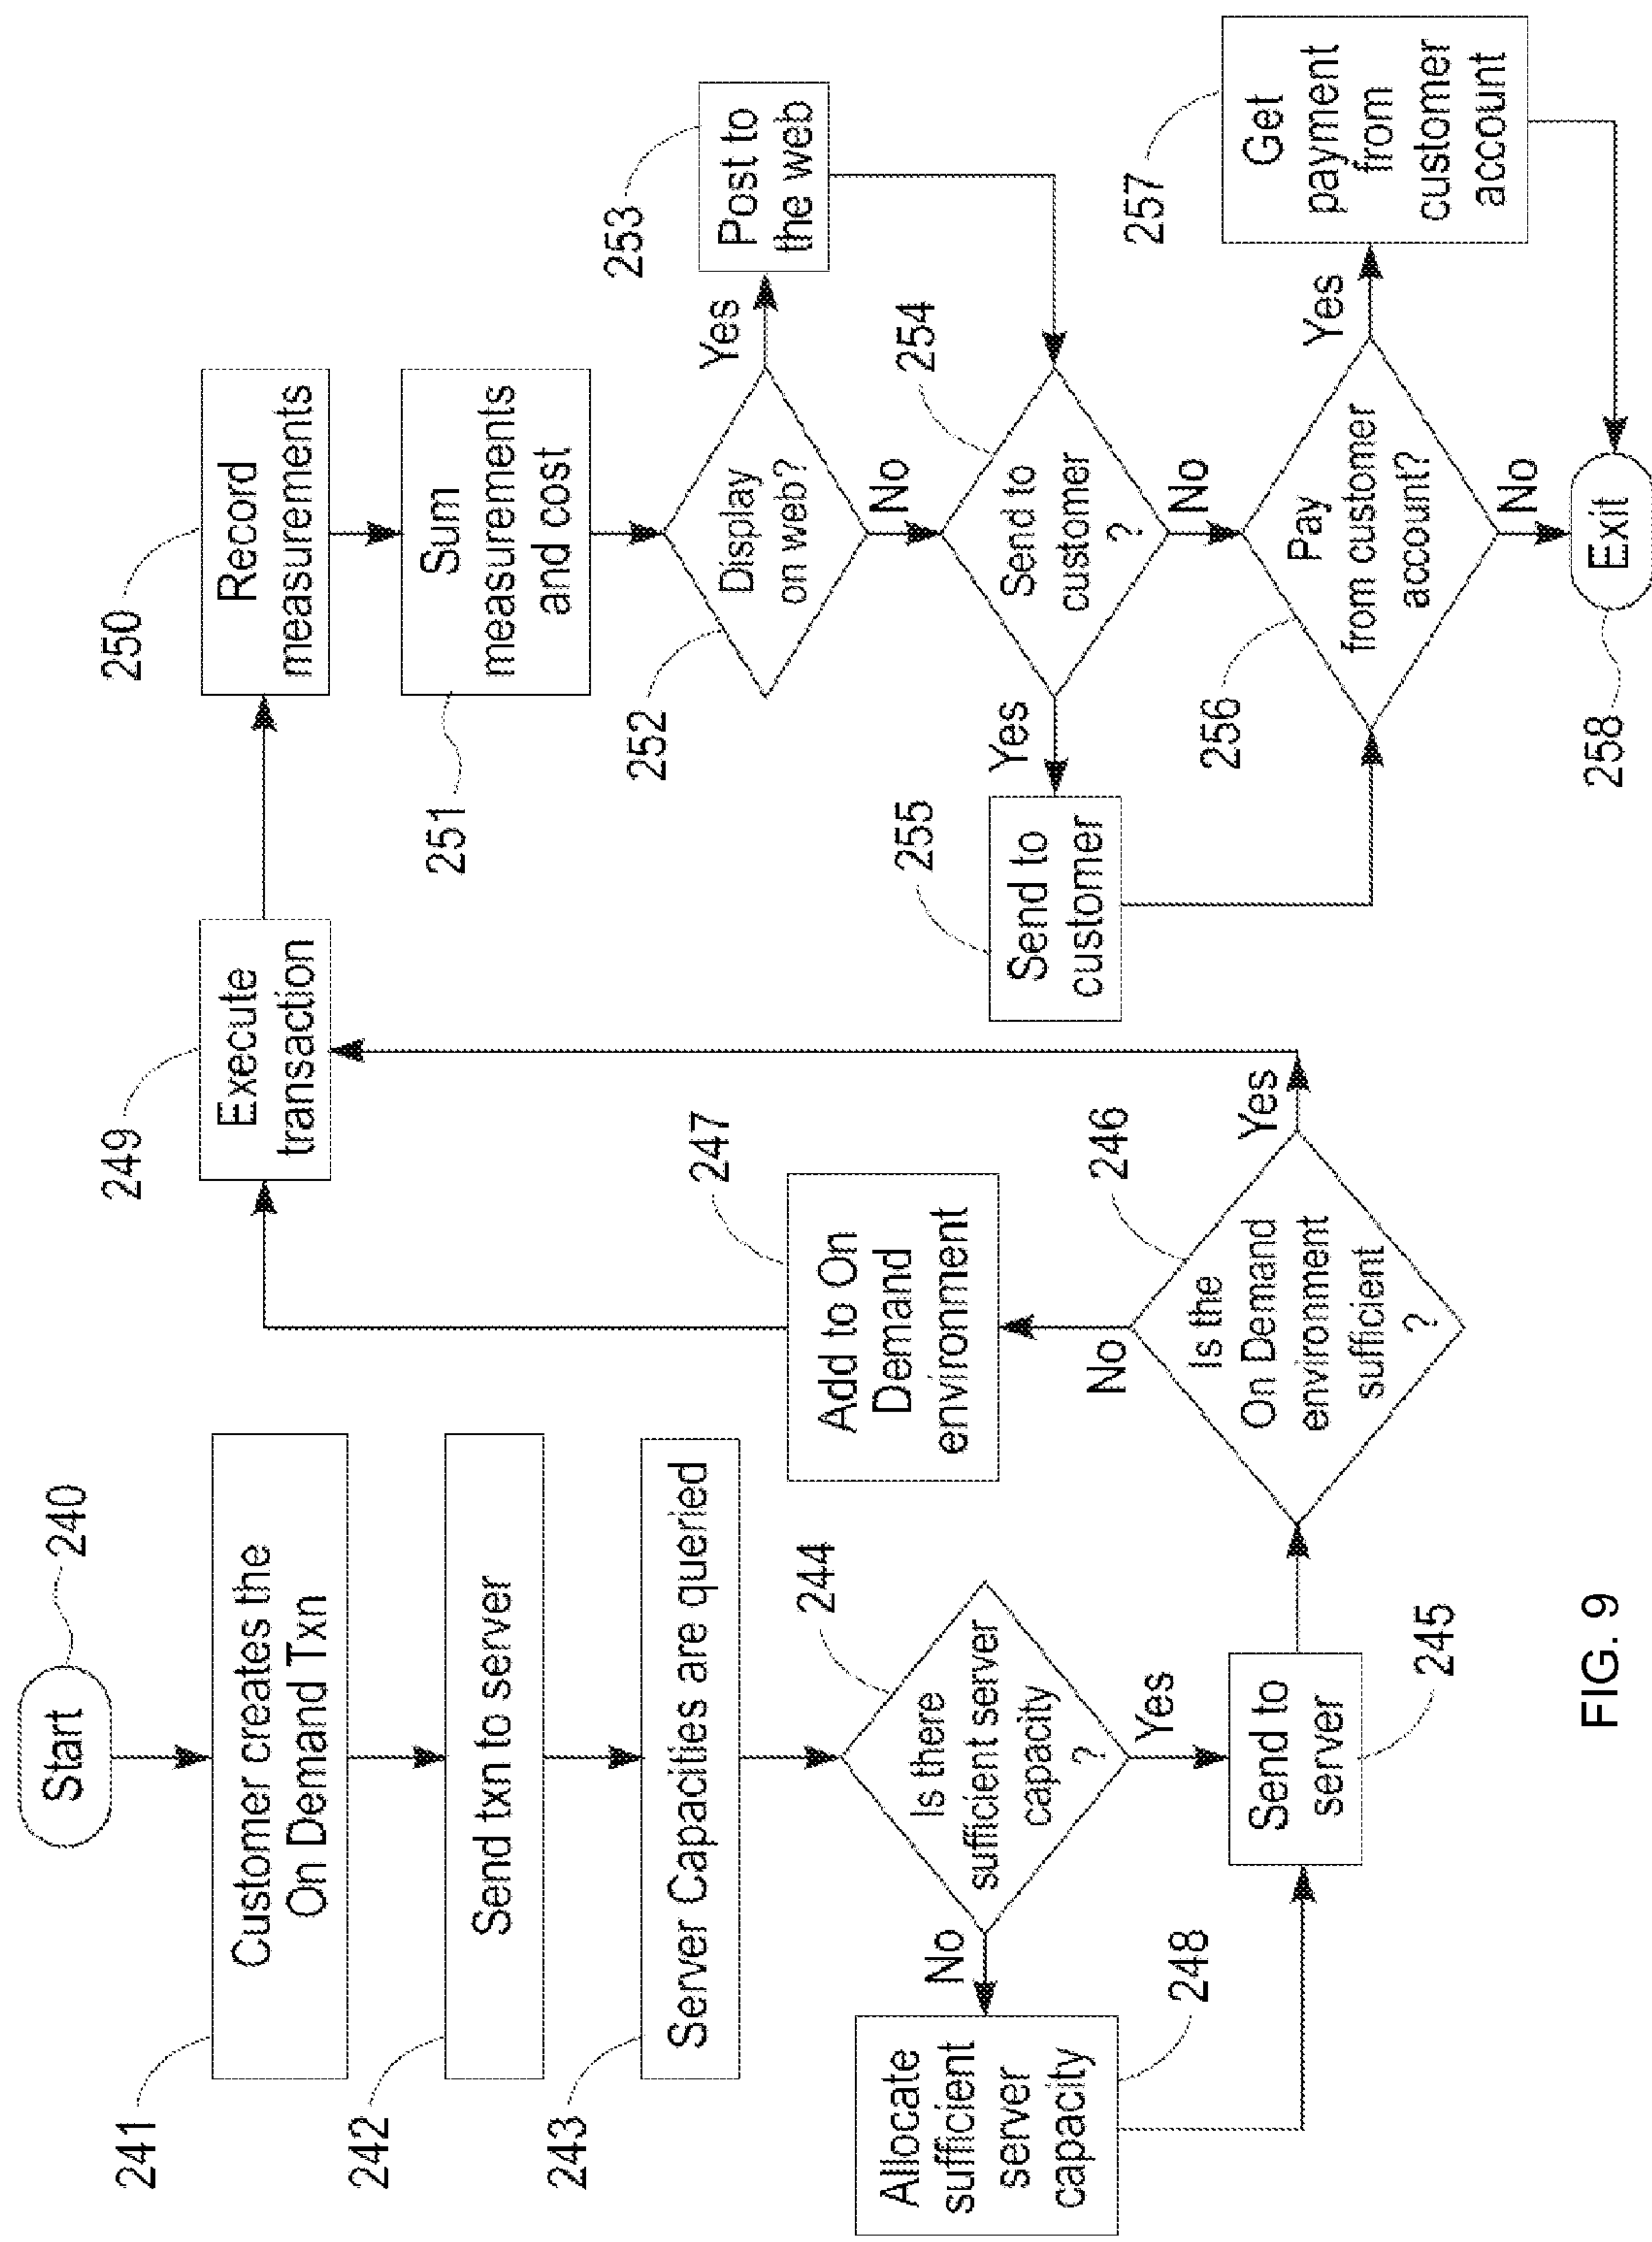 Start
240
Customer creates the
On Demand Txn
241
Send txn to server
242
Server Capacities are queried
243
Is there
sufficient server
capacity
?
244
No
Yes
Allocate
sufficient
server
capacity
248
Send to
server
245
Is the
On Demand
environment
sufficient
?
246
No
Yes
Add to On
Demand
environment
247
Execute
transaction
249
Record
measurements
250
Sum
measurements
and cost
251
Display
on web?
252
Yes
No
Post to
the web
253
Send to
customer
?
254
Yes
No
Send to
customer
255
Pay
from customer
account?
256
Yes
No
Get
payment
from
customer
account
257
Exit
258
FIG. 9